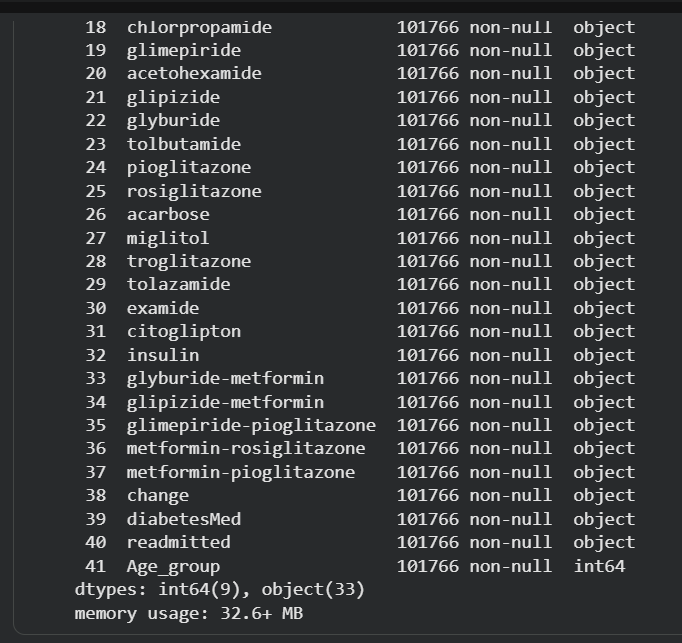 18 chlorpropamide 101766 non-null object
19 glimepiride 101766 non-null object
20 acetohexamide 101766 non-null object
21 glipizide 101766 non-null object
22 glyburide 101766 non-null object
23 tolbutamide 101766 non-null object
24 pioglitazone 101766 non-null object
25 rosiglitazone 101766 non-null object
26 acarbose 101766 non-null object
27 miglitol 101766 non-null object
28 troglitazone 101766 non-null object
29 tolazamide 101766 non-null object
30 examide 101766 non-null object
31 citoglipton 101766 non-null object
32 insulin 101766 non-null object
33 glyburide-metformin 101766 non-null object
34 glipizide-metformin 101766 non-null object
35 glimepiride-pioglitazone 101766 non-null object
36 metformin-rosiglitazone 101766 non-null object
37 metformin-pioglitazone 101766 non-null object
38 change 101766 non-null object
39 diabetesMed 101766 non-null object
40 readmitted 101766 non-null object
41 Age_group 101766 non-null int64
dtypes: int64(9), object(33)
memory usage: 32.6+ MB